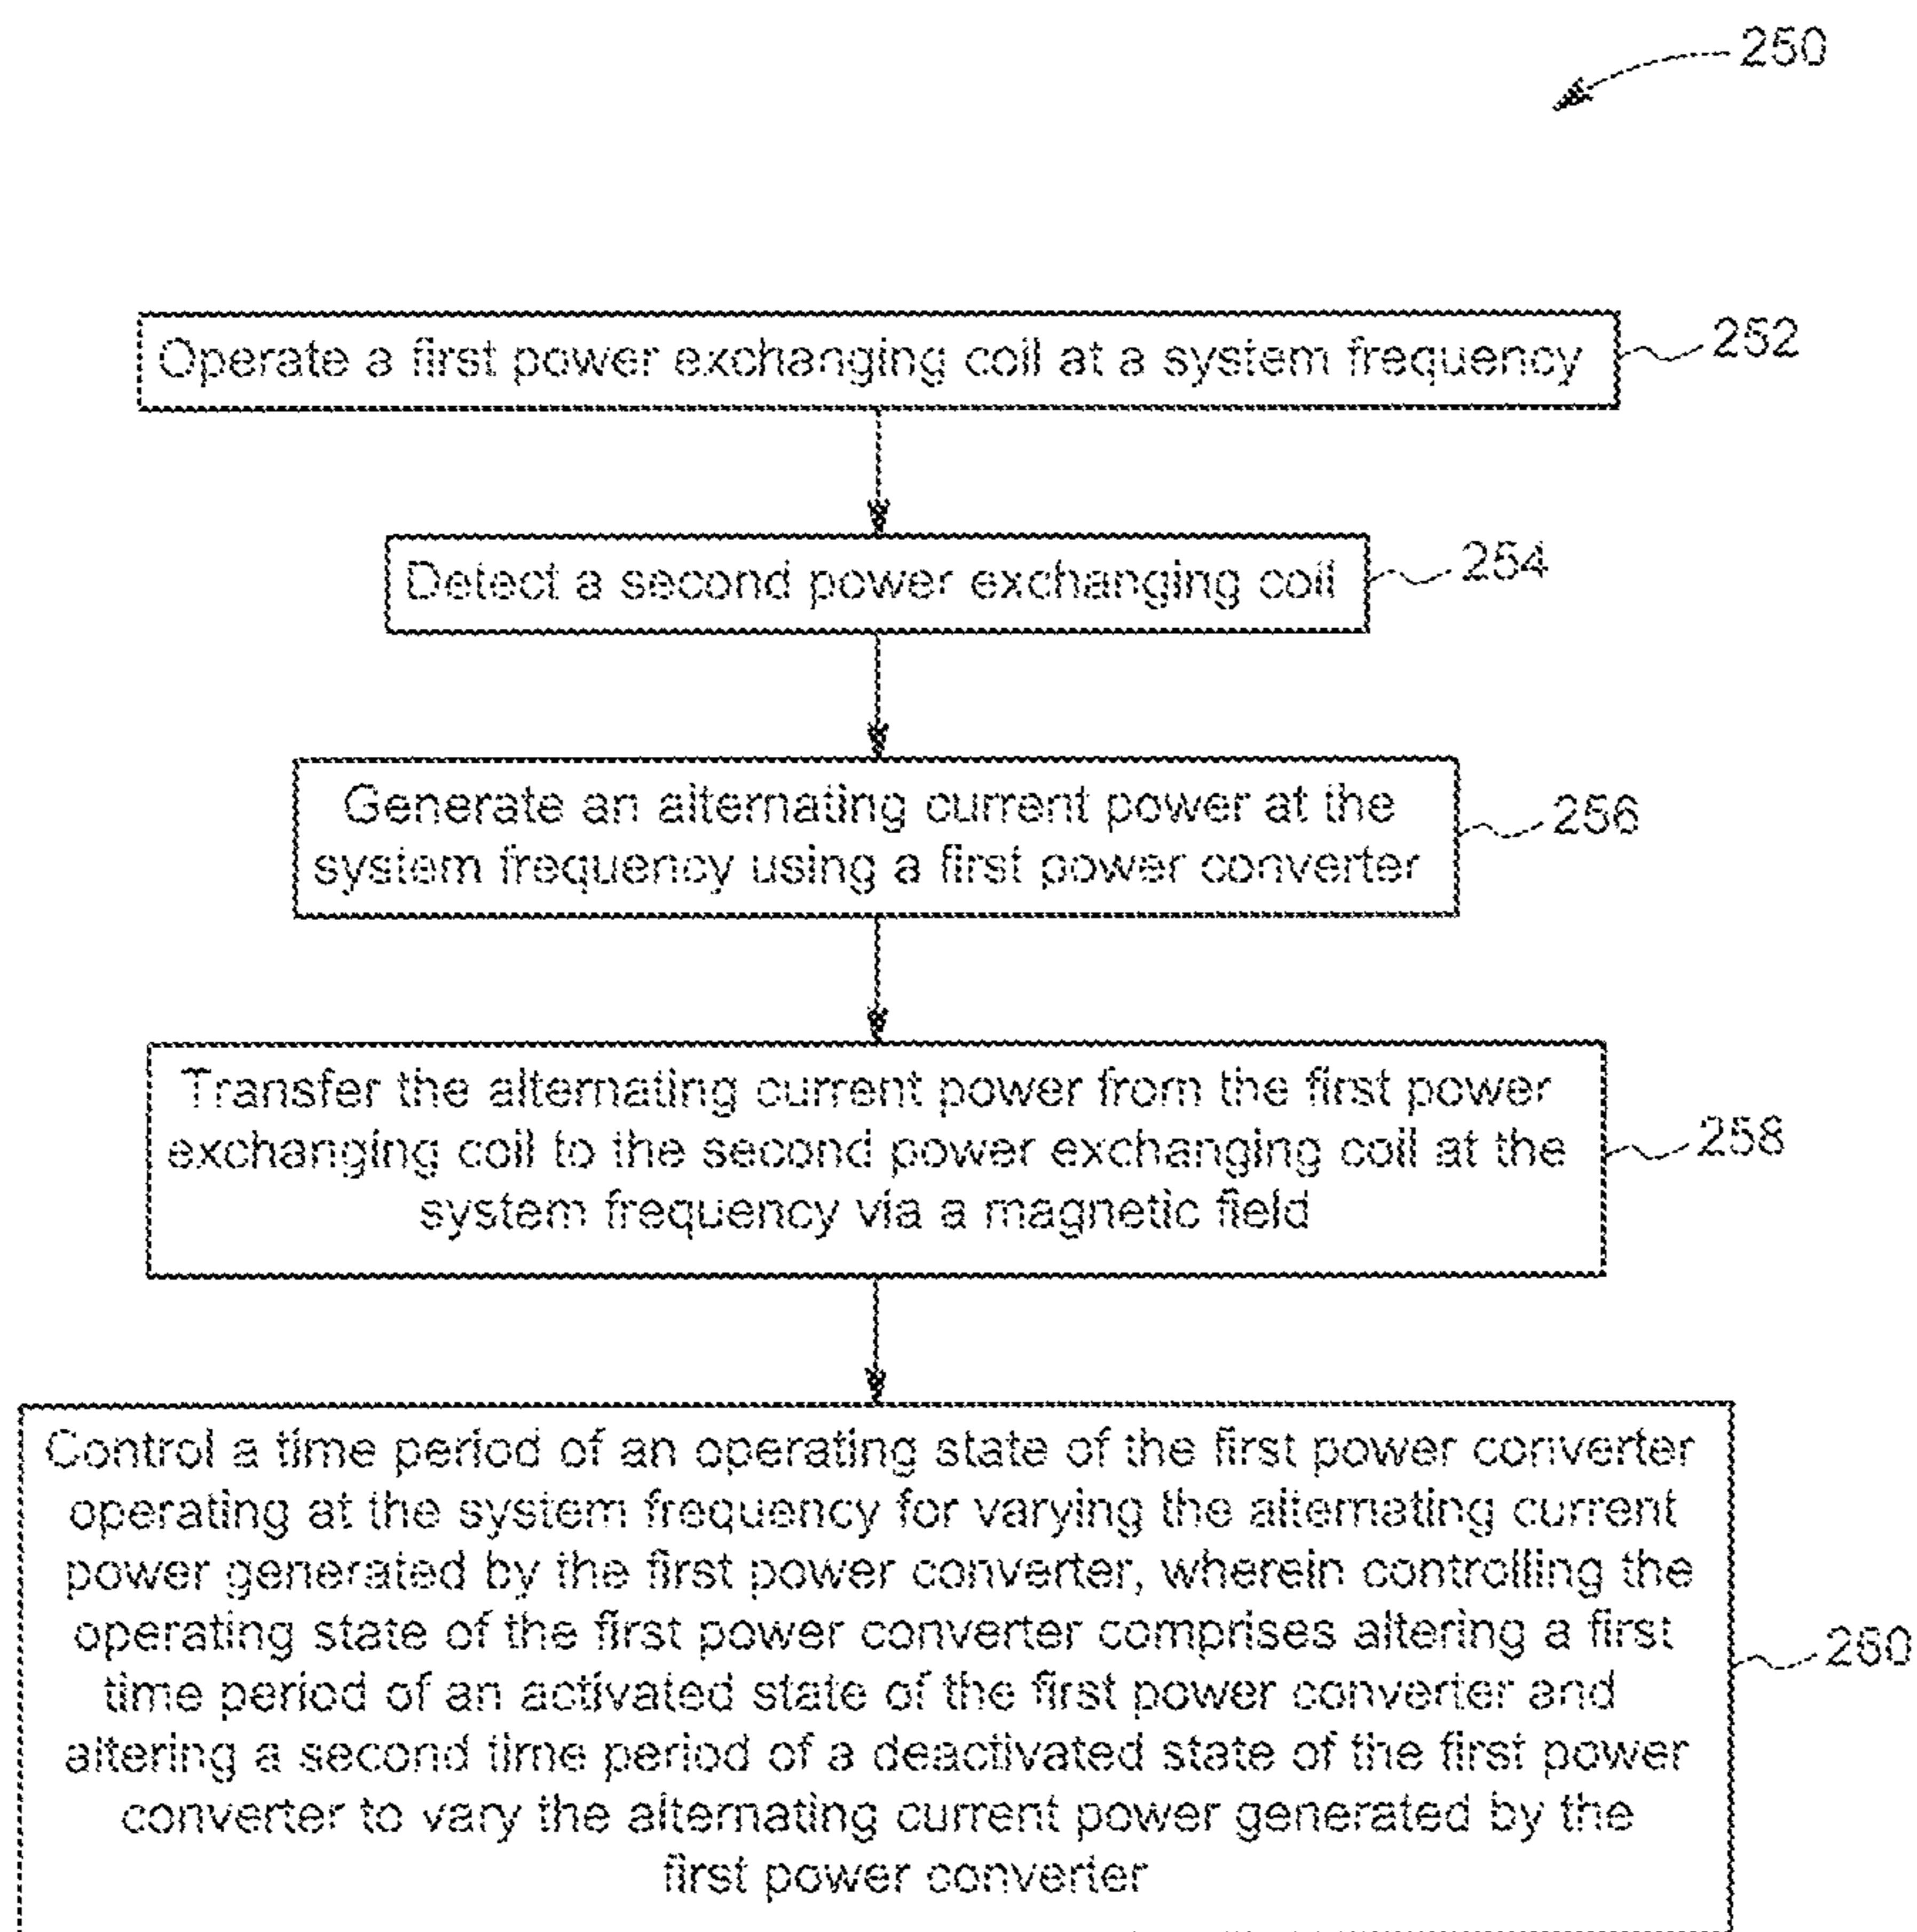 250
Operate a first power exchanging coil at a system frequency
252
Detect a second power exchanging coil
254
Generate an alternating current power at the
system frequency using a first power converter
256
Transfer the alternating current power from the first power
exchanging coil to the second power exchanging coil at the
system frequency via a magnetic field
258
Control a time period of an operating state of the first power converter
operating at the system frequency for varying the alternating current
power generated by the first power converter, wherein controlling the
operating state of the first power converter comprises altering a first
time period of an activated state of the first power converter and
altering a second time period of a deactivated state of the first power
converter to vary the alternating current power generated by the
first power converter
260